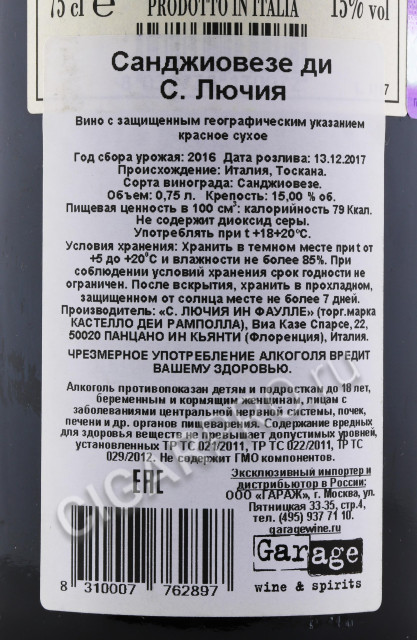 75 cl e PRODOTTO IN ITALIA 15% vol
Санджиовезе ди
С. Лючия
Вино с защищенным географическим указанием
красное сухое
Год сбора урожая: 2016 Дата розлива: 13.12.2017
Происхождение: Италия, Тоскана.
Сорта винограда: Санджиовезе.
Объем: 0,75 л. Крепость: 15,00 % об.
Пищевая ценность в 100 см³: калорийность 79 Ккал.
Не содержит диоксид серы.
Употреблять при t +18+20°С.
Условия хранения: Хранить в темном месте при t от
+5 до +20°С и влажности не более 85%. При
соблюдении условий хранения срок годности не
ограничен. После вскрытия, хранить в прохладном,
защищенном от солнца месте не более 7 дней.
Производитель: «С. ЛЮЧИЯ ИН ФАУЛЛЕ» (торг.марка
КАСТЕЛЛО ДЕИ РАМПОЛЛА), Виа Казе Спарсе, 22,
50020 ПАНЦАНО ИН КЬЯНТИ (Флоренция), Италия.
ЧРЕЗМЕРНОЕ УПОТРЕБЛЕНИЕ АЛКОГОЛЯ ВРЕДИТ
ВАШЕМУ ЗДОРОВЬЮ.
Алкоголь противопоказан детям и подросткам до 18 лет,
беременным и кормящим женщинам, лицам с
заболеваниями центральной нервной системы, почек,
печени и др. органов пищеварения. Содержание вредных
для здоровья веществ не превышает допустимых уровней,
установленных ТР ТС 021/2011, ТР ТС 022/2011, ТР ТС
029/2012. Не содержит ГМО компонентов.
ЕАС
Эксклюзивный импортер и
дистрибьютор в России:
ООО «ГАРАЖ», г. Москва, ул.
Пятницкая 33-35, стр.4,
тел. (495) 937 71 10.
garagewine.ru
Garage
wine & spirits
8 310007 762897